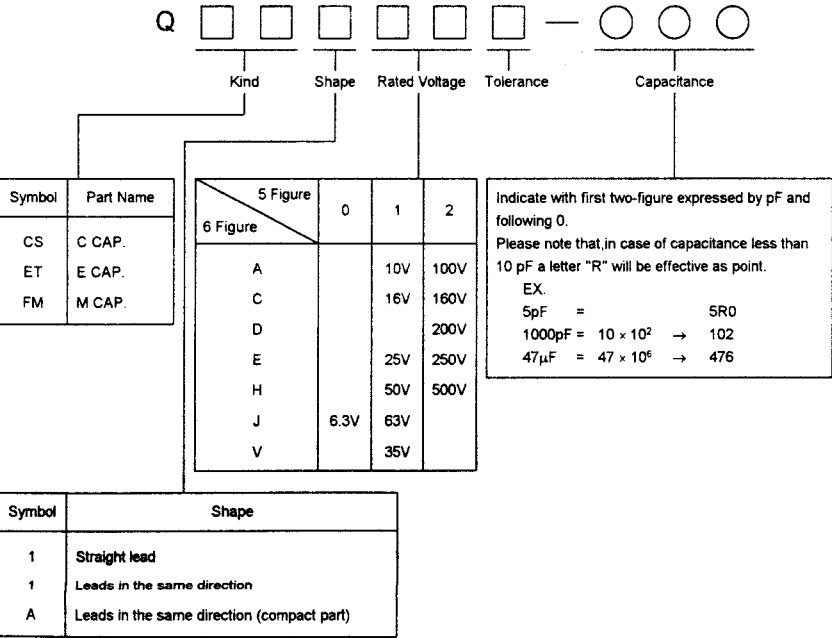 Q — 
Kind Shape Rated Voltage Tolerance Capacitance
Symbol Part Name
CS C CAP.
ET E CAP.
FM M CAP.
5 Figure 0 1 2
6 Figure
A 10V 100V
C 16V 160V
D 200V
E 25V 250V
H 50V 500V
J 6.3V 63V
V 35V
Indicate with first two-figure expressed by pF and
following 0.
Please note that,in case of capacitance less than
10 pF a letter "R" will be effective as point.
EX.
5pF = 5R0
1000pF = 10 × 10² → 102
47μF = 47 × 10⁶ → 476
Symbol Shape
1 Straight lead
1 Leads in the same direction
A Leads in the same direction (compact part)